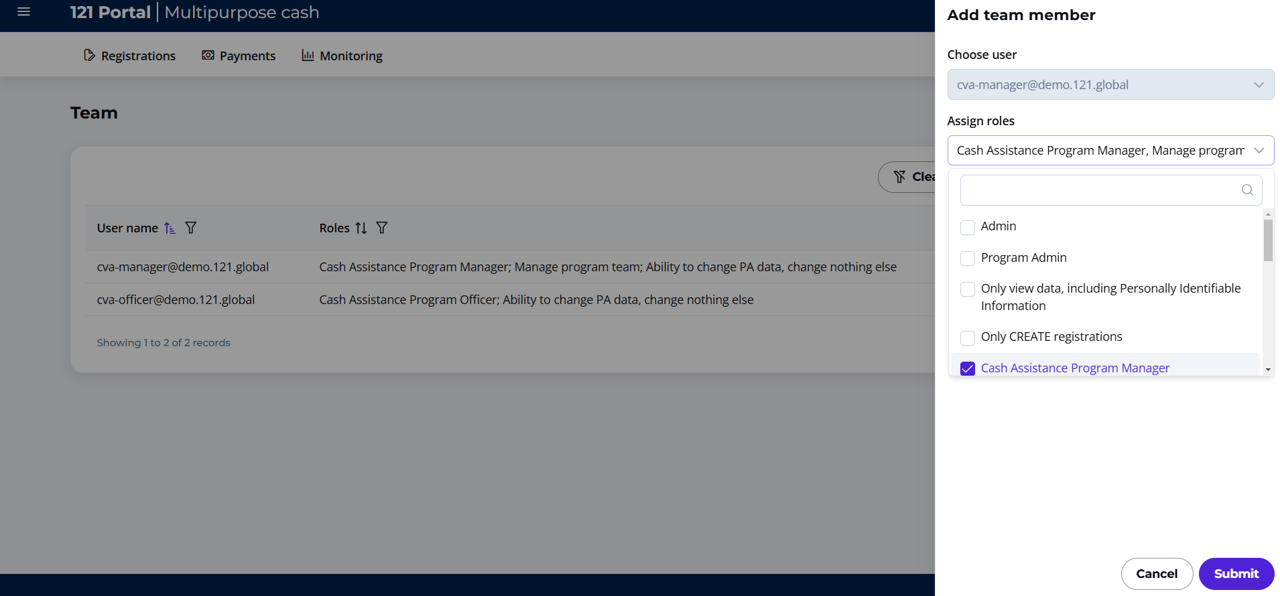 121 Portal | Multipurpose cash
Registrations
Payments
Monitoring
Team
Clea
User name
Roles
cva-manager@demo.121.global
Cash Assistance Program Manager; Manage program team; Ability to change PA data, change nothing else
cva-officer@demo.121.global
Cash Assistance Program Officer; Ability to change PA data, change nothing else
Showing 1 to 2 of 2 records
Add team member
Choose user
cva-manager@demo.121.global
Assign roles
Cash Assistance Program Manager, Manage program
Admin
Program Admin
Only view data, including Personally Identifiable
Information
Only CREATE registrations
Cash Assistance Program Manager
Cancel
Submit